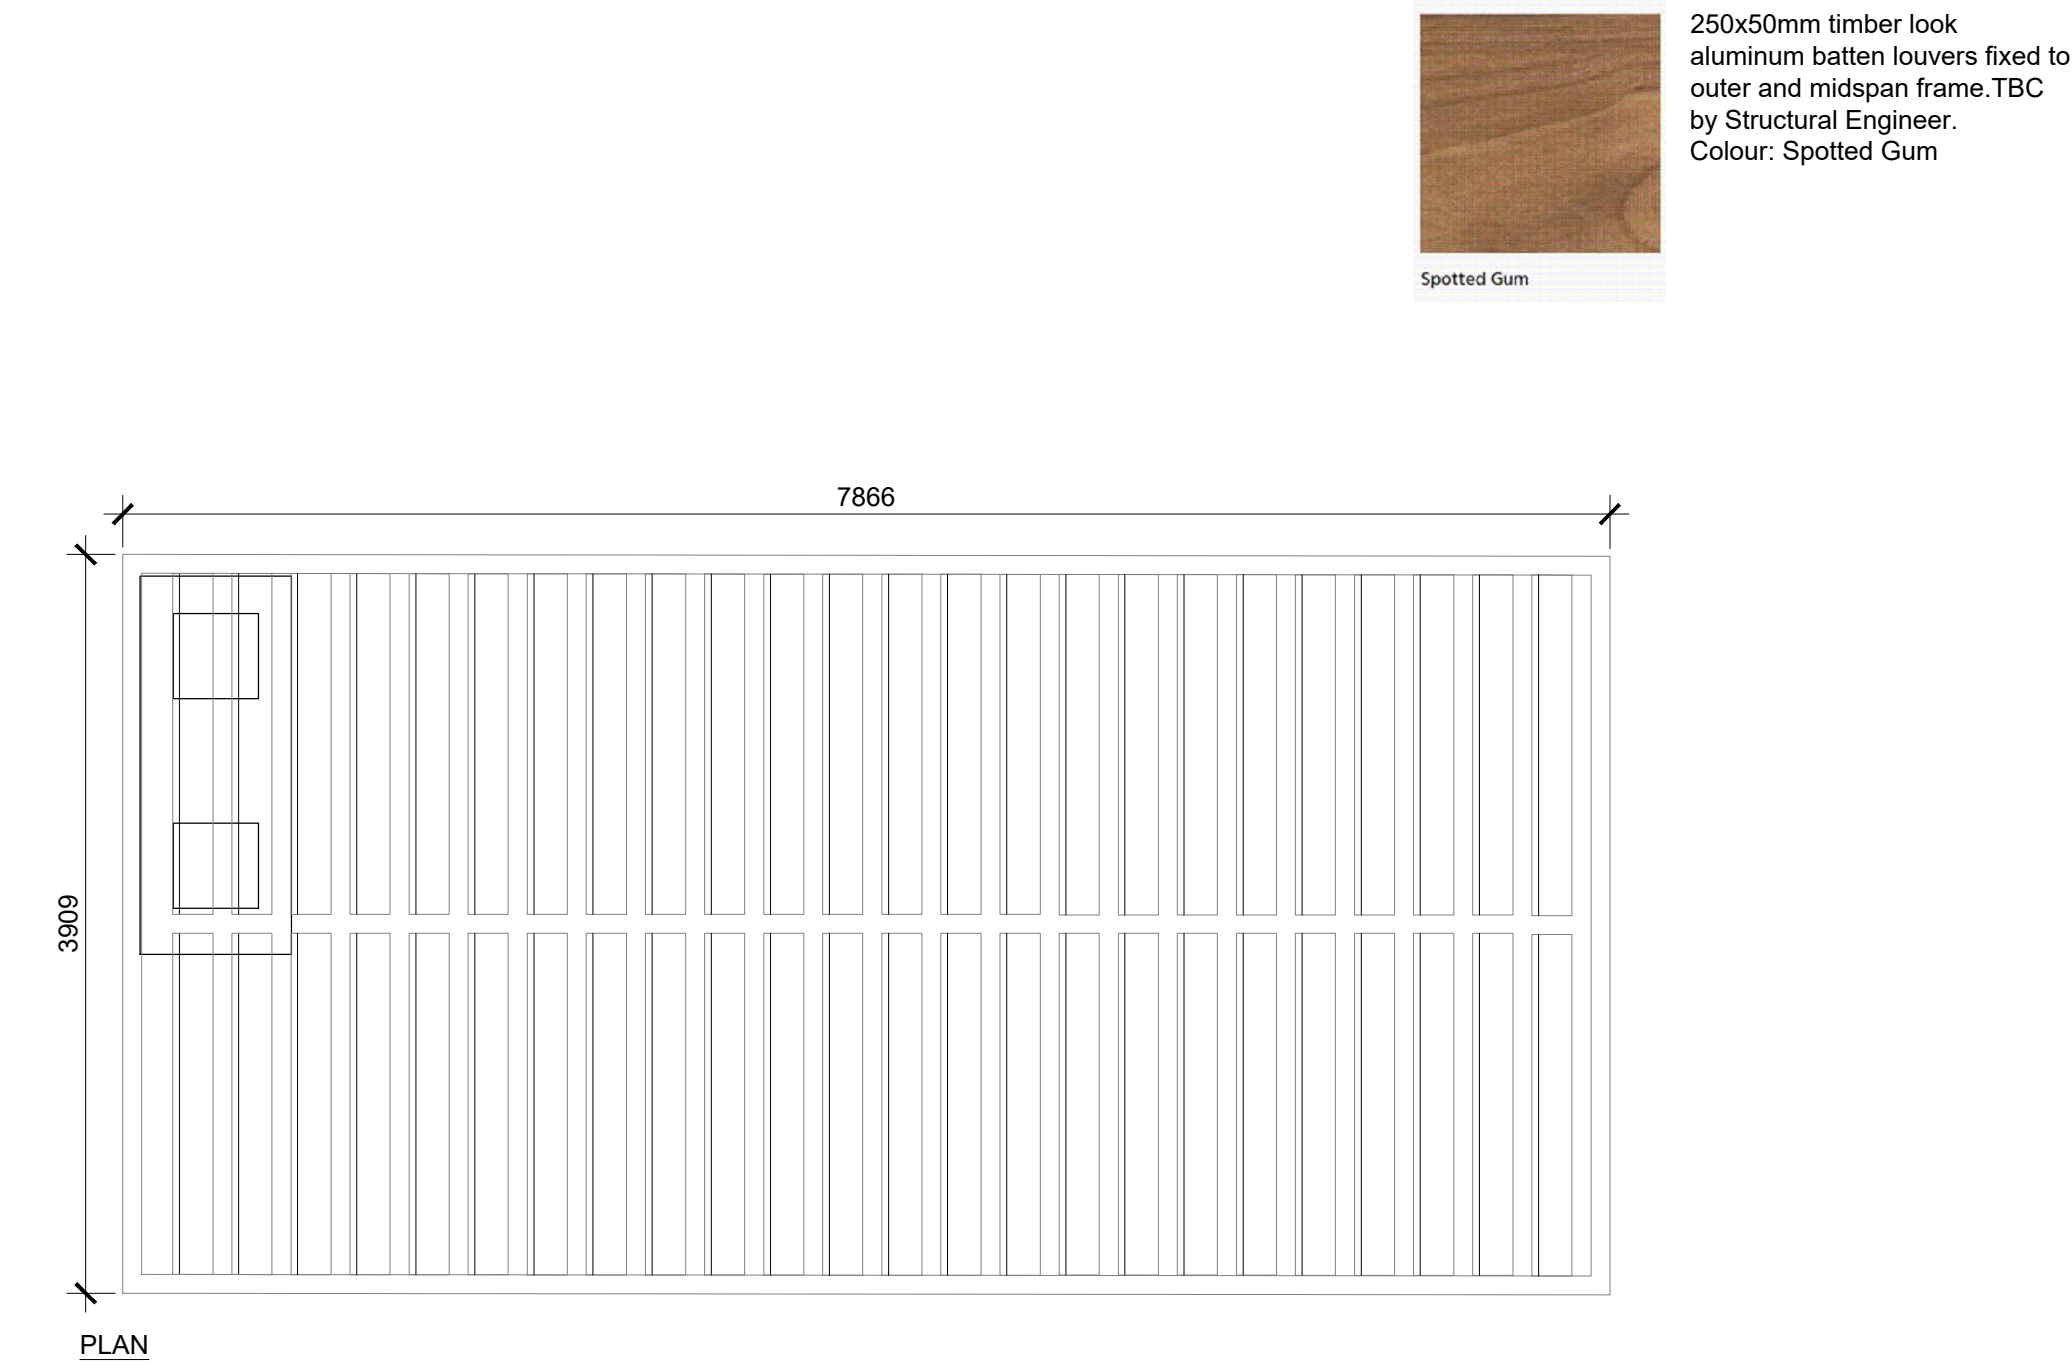 250x50mm timber look
aluminum batten louvers fixed to
outer and midspan frame.TBC
by Structural Engineer.
Colour: Spotted Gum
Spotted Gum
7866
3909
PLAN